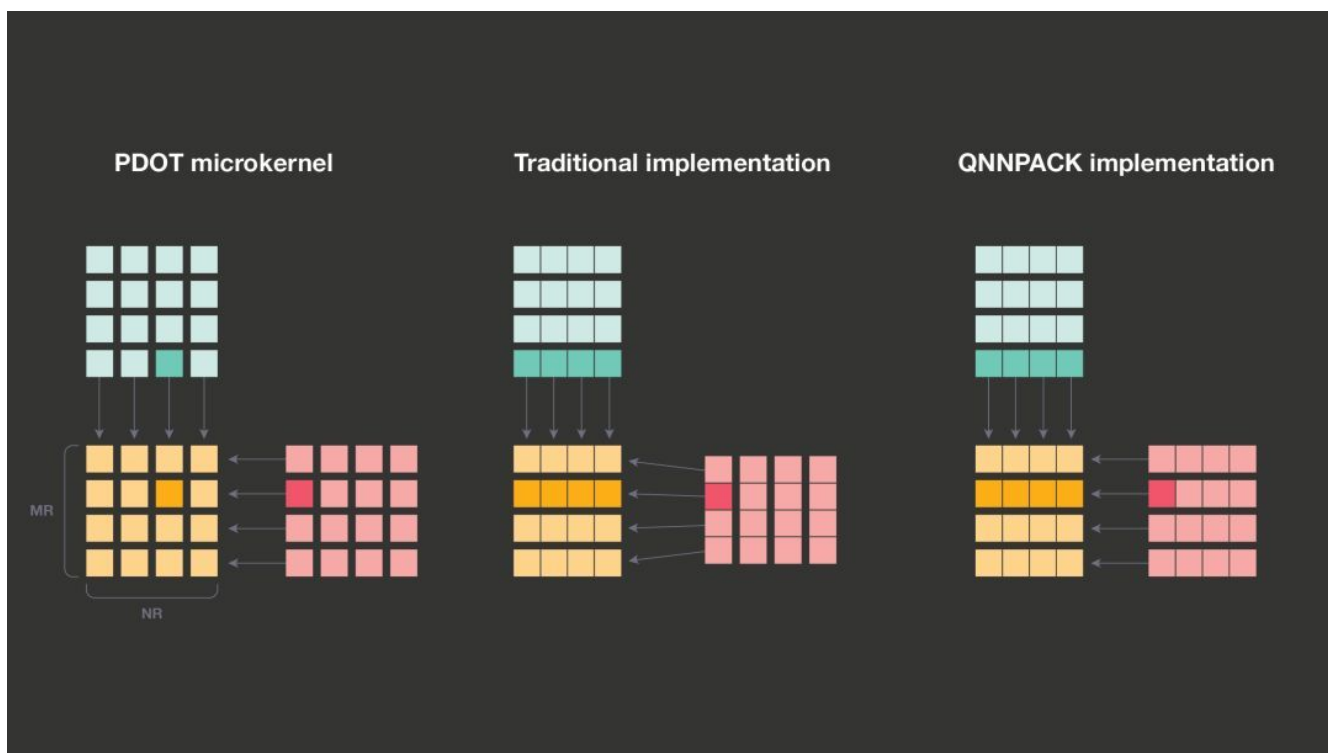 PDOT microkernel
Traditional implementation
QNNPACK implementation
MR
NR